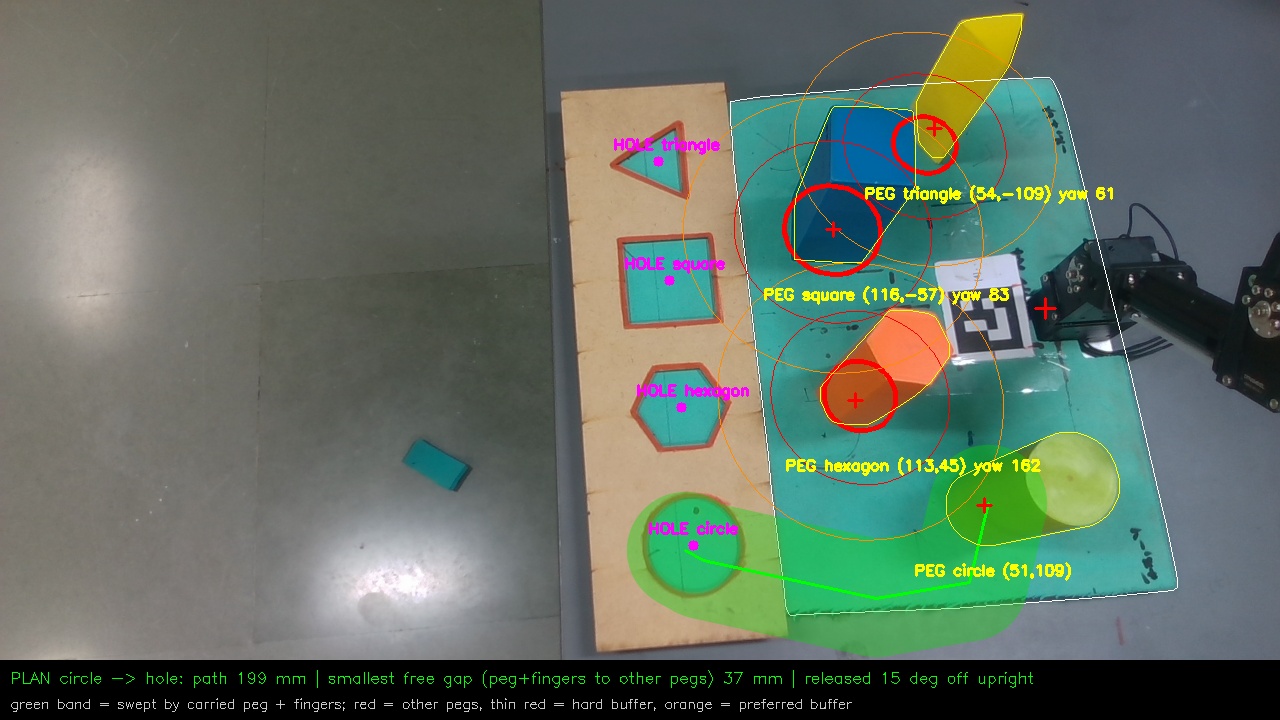 HOLE triangle
PEG triangle (54,-109) yaw 61
HOLE square
PEG square (116,-57) yaw 83
HOLE hexagon
PEG hexagon (113,45) yaw 162
HOLE circle
PEG circle (51,109)
PLAN circle -> hole: path 199 mm | smallest free gap (peg+fingers to other pegs) 37 mm | released 15 deg off upright
green band = swept by carried peg + fingers; red = other pegs, thin red = hard buffer, orange = preferred buffer